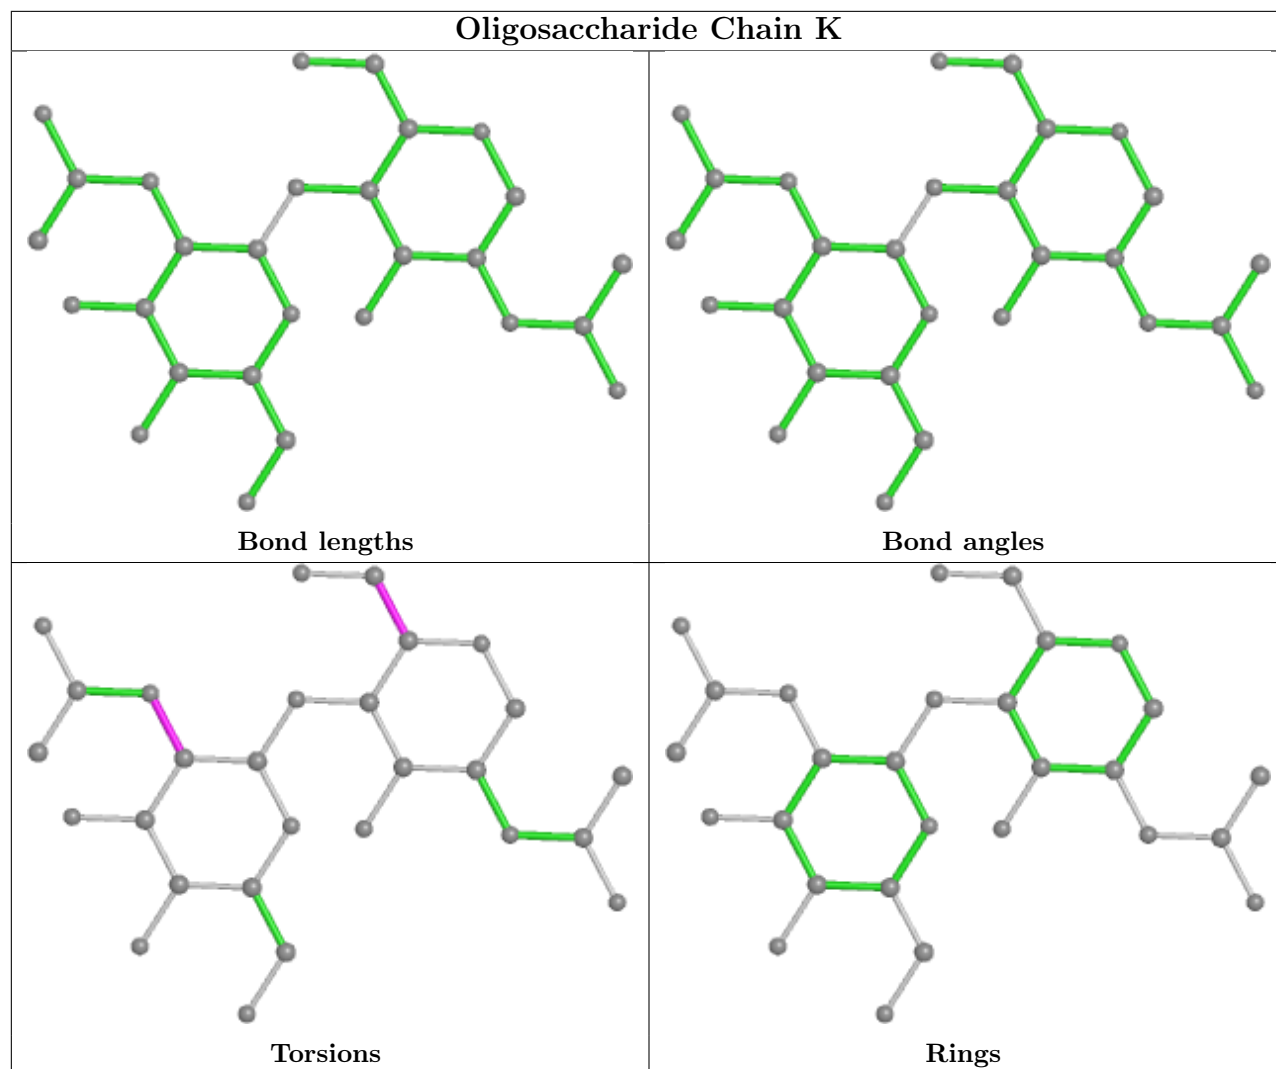 Oligosaccharide Chain K
Bond lengths
Bond angles
Torsions
Rings